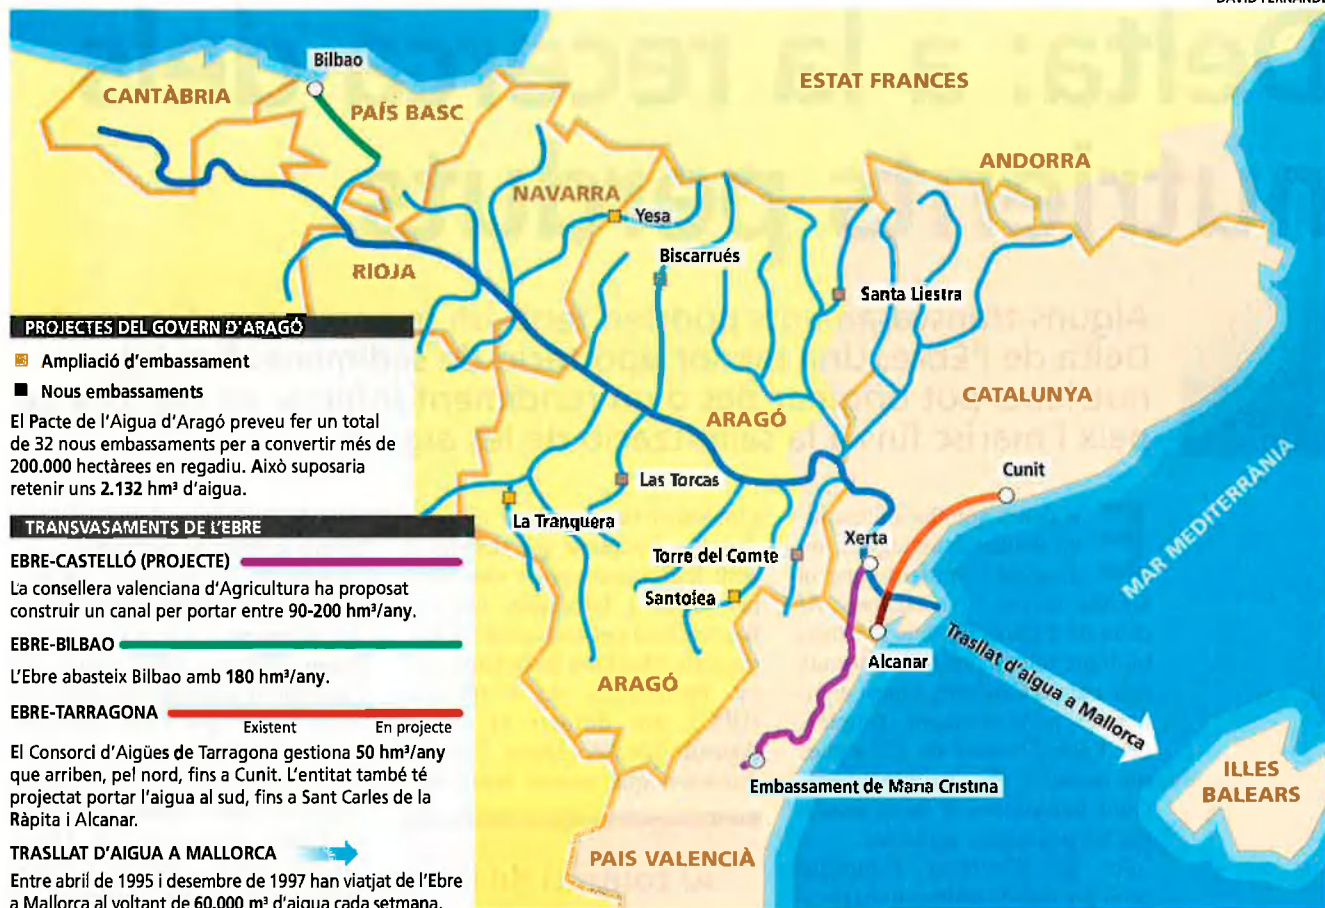 DAVID FERNÀNDE
Bilbao
CANTÀBRIA
PAÍS BASC
ESTAT FRANCES
ANDORRA
NAVARRA
Yesa
RIOJA
Biscarrués
Santa Liestra
CATALUNYA
ARAGÓ
Cunit
MAR MEDITERRÀNIA
Las Torcas
La Tranquera
Xerta
Torre del Comte
Santolea
Alcanar
Trasllat d'aigua a Mallorca
ARAGÓ
Embassament de Maria Cristina
ILLES
BALEARS
PAIS VALENCIÀ
PROJECTES DEL GOVERN D'ARAGÓ
Ampliació d'embassament
Nous embassaments
El Pacte de l'Aigua d'Aragó preveu fer un total
de 32 nous embassaments per a convertir més de
200.000 hectàrees en regadiu. Això suposaria
retenir uns 2.132 hm³ d'aigua.
TRANSVASAMENTS DE L'EBRE
EBRE-CASTELLÓ (PROJECTE)
La consellera valenciana d'Agricultura ha proposat
construir un canal per portar entre 90-200 hm³/any.
EBRE-BILBAO
L'Ebre abasteix Bilbao amb 180 hm³/any.
EBRE-TARRAGONA
Existent En projecte
El Consorci d'Aigües de Tarragona gestiona 50 hm³/any
que arriben, pel nord, fins a Cunit. L'entitat també té
projectat portar l'aigua al sud, fins a Sant Carles de la
Ràpita i Alcanar.
TRASLLAT D'AIGUA A MALLORCA
Entre abril de 1995 i desembre de 1997 han viatjat de l'Ebre
a Mallorca al voltant de 60.000 m³ d'aigua cada setmana.